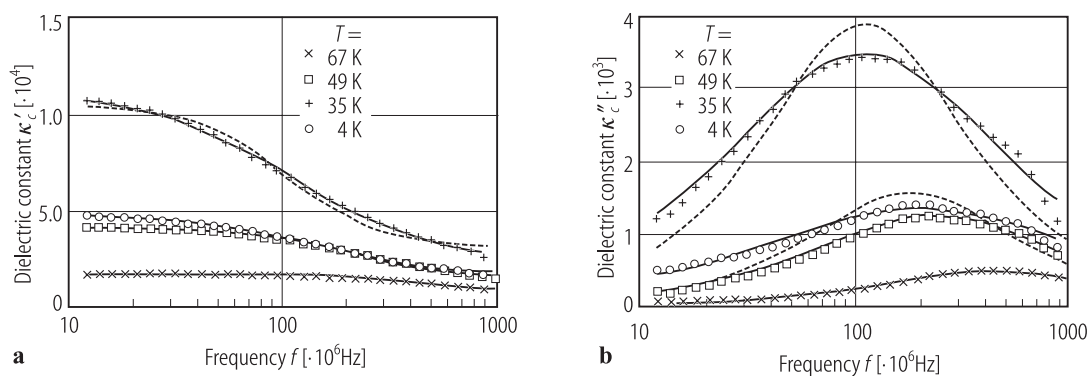 Dielectric constant κ′c [·10⁴]
1.5
1.0
5.0
0
10
100
1000
T =
× 67 K
□ 49 K
+ 35 K
○ 4 K
a
Frequency f [·10⁶Hz]
Dielectric constant κ″c [·10³]
4
3
2
1
0
10
100
1000
T =
× 67 K
□ 49 K
+ 35 K
○ 4 K
b
Frequency f [·10⁶Hz]